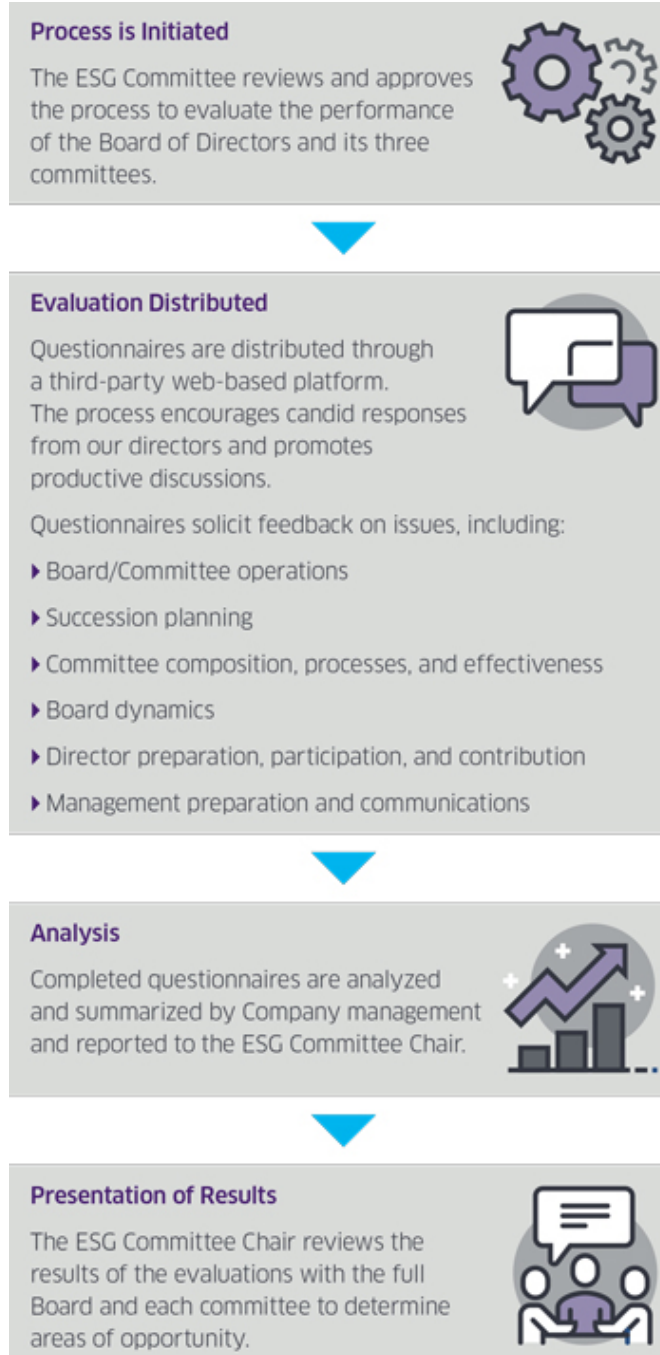 Process is Initiated
The ESG Committee reviews and approves
the process to evaluate the performance
of the Board of Directors and its three
committees.
Evaluation Distributed
Questionnaires are distributed through
a third-party web-based platform.
The process encourages candid responses
from our directors and promotes
productive discussions.
Questionnaires solicit feedback on issues, including:
Board/Committee operations
Succession planning
Committee composition, processes, and effectiveness
Board dynamics
Director preparation, participation, and contribution
Management preparation and communications
Analysis
Completed questionnaires are analyzed
and summarized by Company management
and reported to the ESG Committee Chair.
Presentation of Results
The ESG Committee Chair reviews the
results of the evaluations with the full
Board and each committee to determine
areas of opportunity.